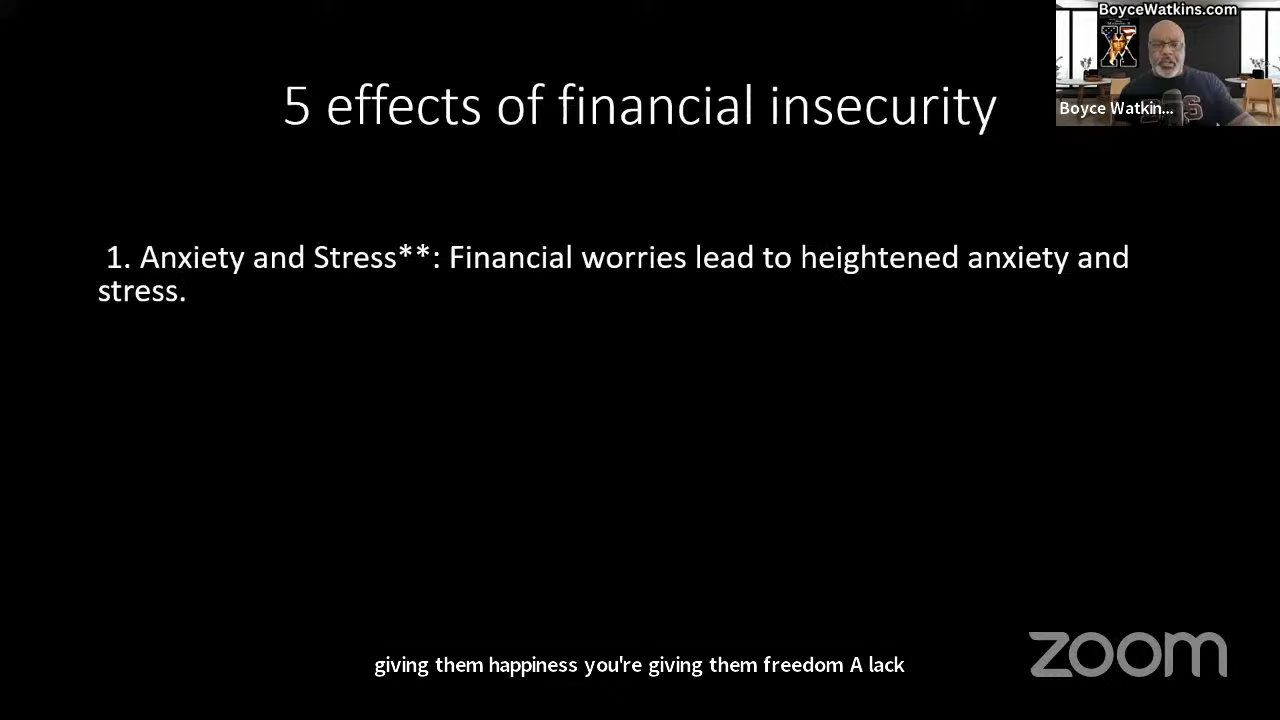 BoyceWatkins.com
X
Boyce Watkin...
S
5 effects of financial insecurity
1. Anxiety and Stress**: Financial worries lead to heightened anxiety and
stress.
giving them happiness you're giving them freedom A lack
zoom